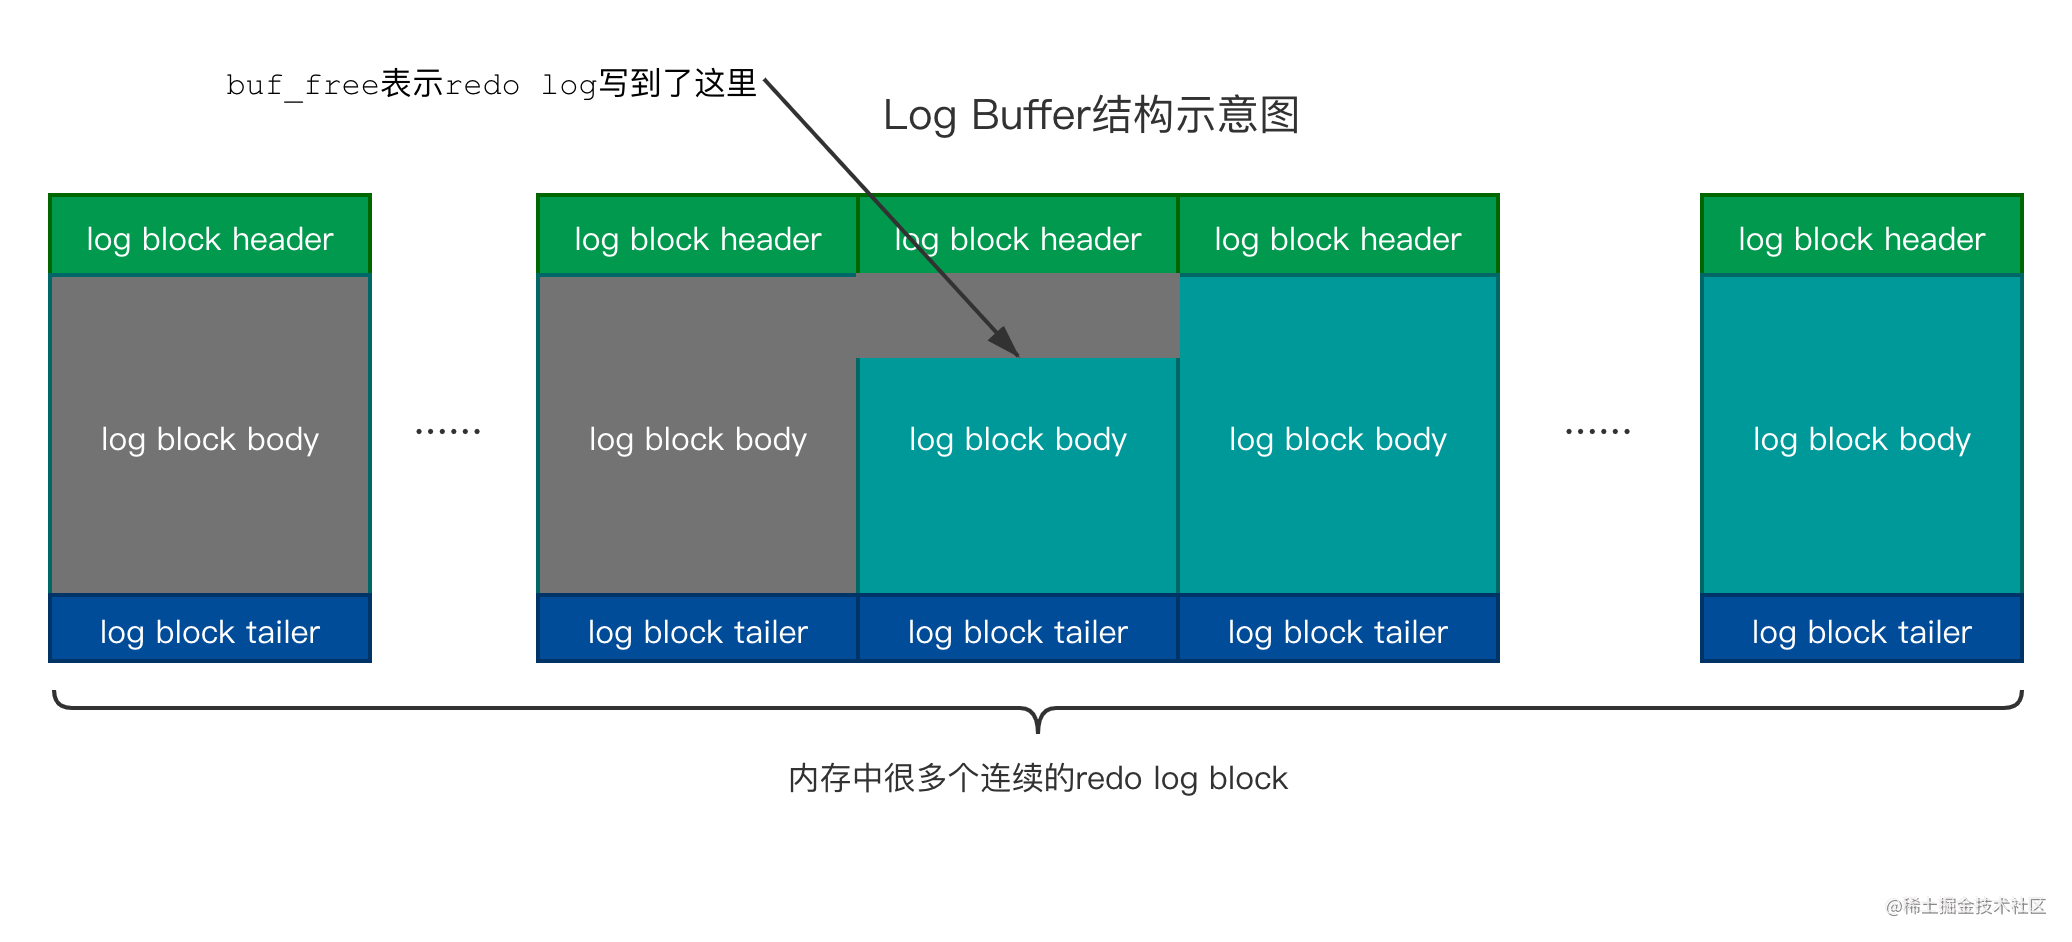 buf_free表示redo log写到了这里
Log Buffer结构示意图
log block header
log block header
log block header
log block header
log block header
log block body
......
log block body
log block body
log block body
......
log block body
log block tailer
log block tailer
log block tailer
log block tailer
log block tailer
内存中很多个连续的redo log block
@稀土掘金技术社区